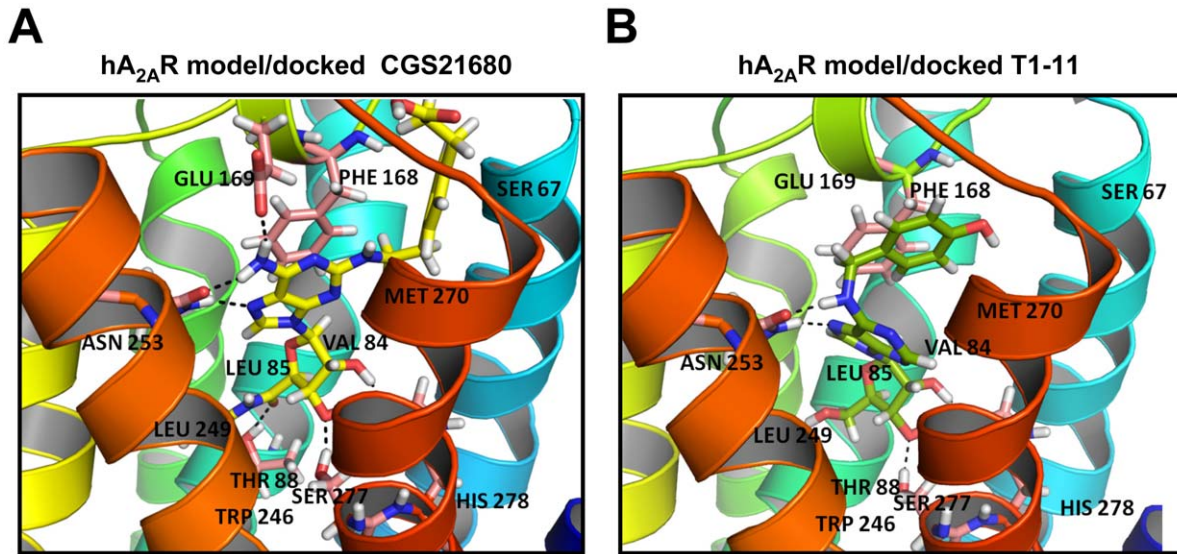 A
hA2AR model/docked CGS21680
GLU 169
PHE 168
SER 67
MET 270
ASN 253
VAL 84
LEU 85
LEU 249
THR 88
SER 277
HIS 278
TRP 246
B
hA2AR model/docked T1-11
GLU 169
PHE 168
SER 67
MET 270
ASN 253
VAL 84
LEU 85
LEU 249
THR 88
SER 277
HIS 278
TRP 246